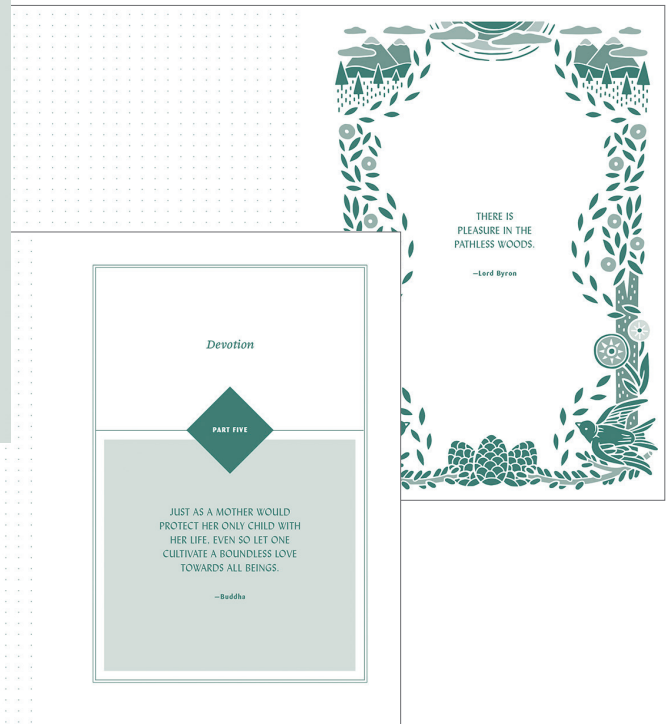 THERE IS
PLEASURE IN THE
PATHLESS WOODS.
—Lord Byron
Devotion
PART FIVE
JUST AS A MOTHER WOULD
PROTECT HER ONLY CHILD WITH
HER LIFE, EVEN SO LET ONE
CULTIVATE A BOUNDLESS LOVE
TOWARDS ALL BEINGS.
—Buddha